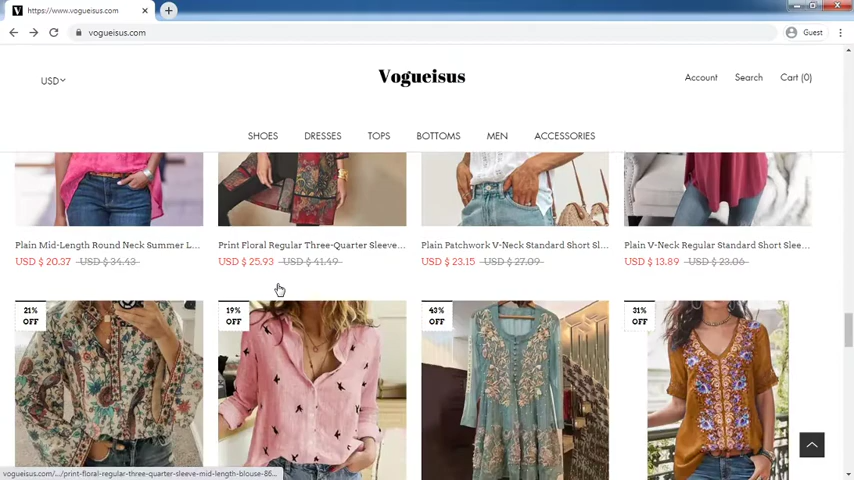 https://www.vogueisus.com
vogueisus.com
Guest
USD
Vogueisus
Account
Search
Cart (0)
SHOES
DRESSES
TOPS
BOTTOMS
MEN
ACCESSORIES
Plain Mid-Length Round Neck Summer L...
Print Floral Regular Three-Quarter Sleeve...
Plain Patchwork V-Neck Standard Short Sl...
Plain V-Neck Regular Standard Short Slee...
USD $ 20.37 USD $ 34.43
USD $ 25.93 USD $ 41.49
USD $ 23.15 USD $ 27.09
USD $ 13.89 USD $ 23.06
21%
OFF
19%
OFF
43%
OFF
31%
OFF
vogueisus.com/.../print-floral-regular-three-quarter-sleeve-mid-length-blouse-86...